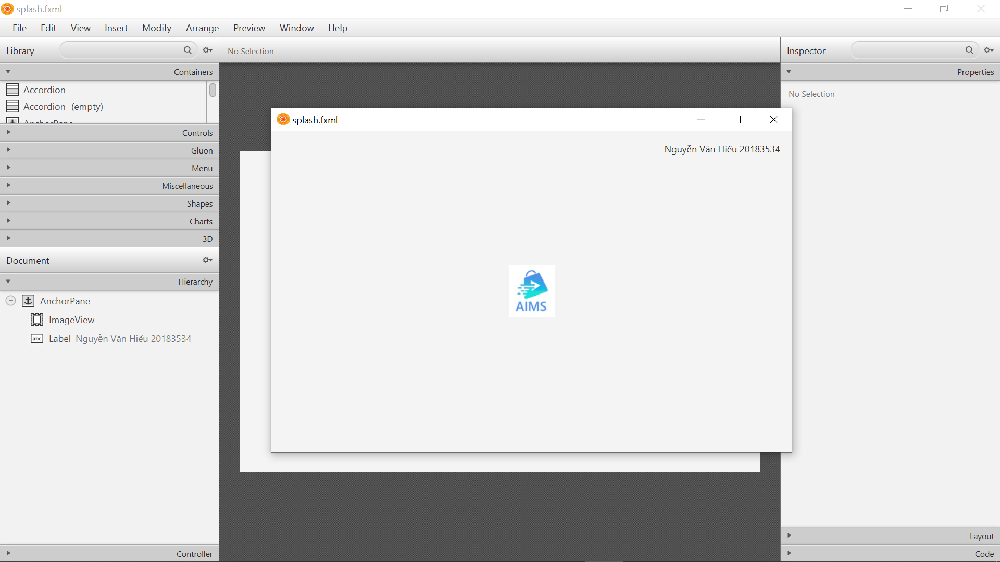 splash.fxml
File Edit View Insert Modify Arrange Preview Window Help
Library
No Selection
Inspector
Containers
Properties
Accordion
No Selection
Accordion (empty)
AnchorPane
Controls
Gluon
Menu
Miscellaneous
Shapes
Charts
3D
Document
Hierarchy
AnchorPane
ImageView
abc Label Nguyễn Văn Hiếu 20183534
Controller
splash.fxml
Nguyễn Văn Hiếu 20183534
AIMS
Layout
Code